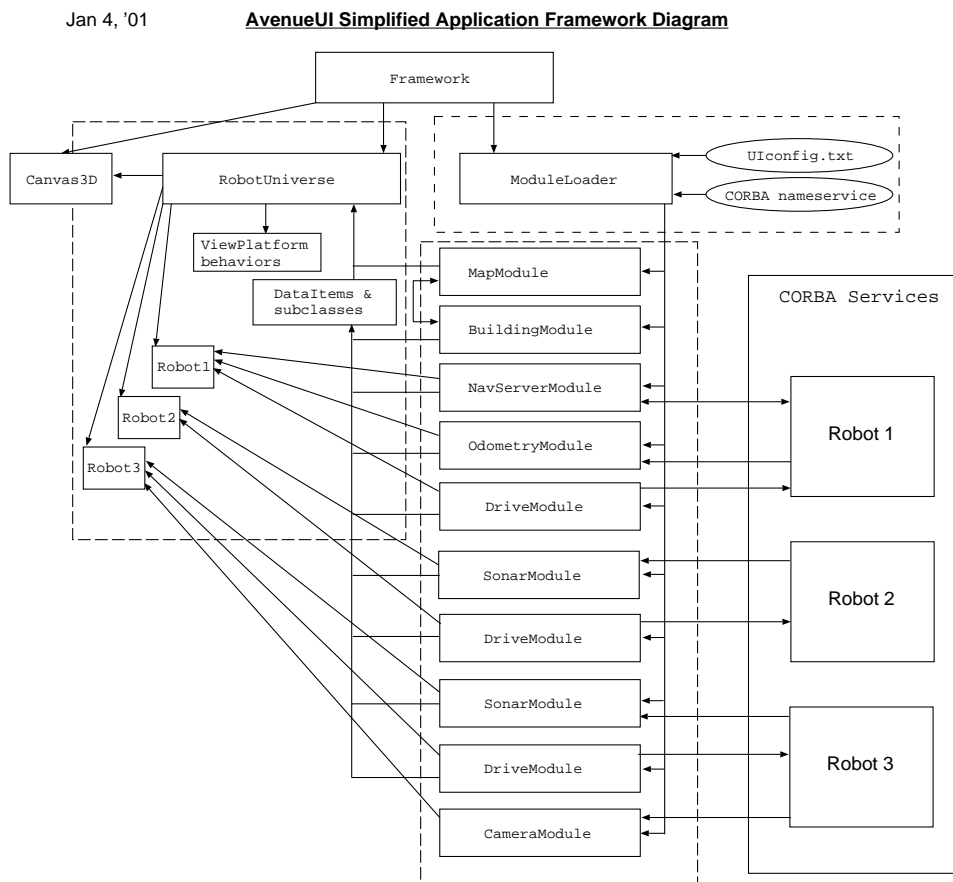 Jan 4, '01
AvenueUI Simplified Application Framework Diagram
Framework
Canvas3D
RobotUniverse
ModuleLoader
UIconfig.txt
CORBA nameservice
ViewPlatform
behaviors
DataItems &
subclasses
MapModule
BuildingModule
NavServerModule
OdometryModule
DriveModule
SonarModule
DriveModule
SonarModule
DriveModule
CameraModule
Robot1
Robot2
Robot3
CORBA Services
Robot 1
Robot 2
Robot 3